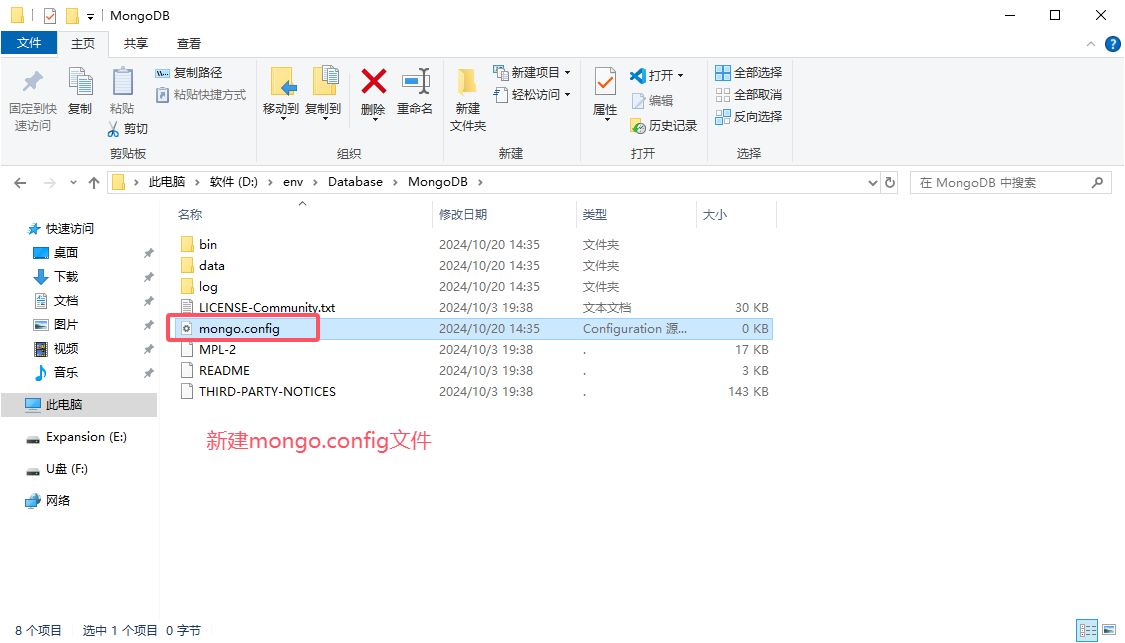 MongoDB
文件 主页 共享 查看
固定到快速访问
复制
粘贴
复制路径
粘贴快捷方式
剪切
剪贴板
移动到
复制到
删除
重命名
组织
新建
文件夹
新建项目
轻松访问
新建
属性
打开
编辑
历史记录
打开
全部选择
全部取消
反向选择
选择
此电脑 软件 (D:) env Database MongoDB
在 MongoDB 中搜索
快速访问
桌面
下载
文档
图片
视频
音乐
此电脑
Expansion (E:)
U盘 (F:)
网络
名称 修改日期 类型 大小
bin 2024/10/20 14:35 文件夹
data 2024/10/20 14:35 文件夹
log 2024/10/20 14:35 文件夹
LICENSE-Community.txt 2024/10/3 19:38 文本文档 30 KB
mongo.config 2024/10/20 14:35 Configuration 源... 0 KB
MPL-2 2024/10/3 19:38 . 17 KB
README 2024/10/3 19:38 . 3 KB
THIRD-PARTY-NOTICES 2024/10/3 19:38 . 143 KB
新建mongo.config文件
8 个项目 选中 1 个项目 0 字节